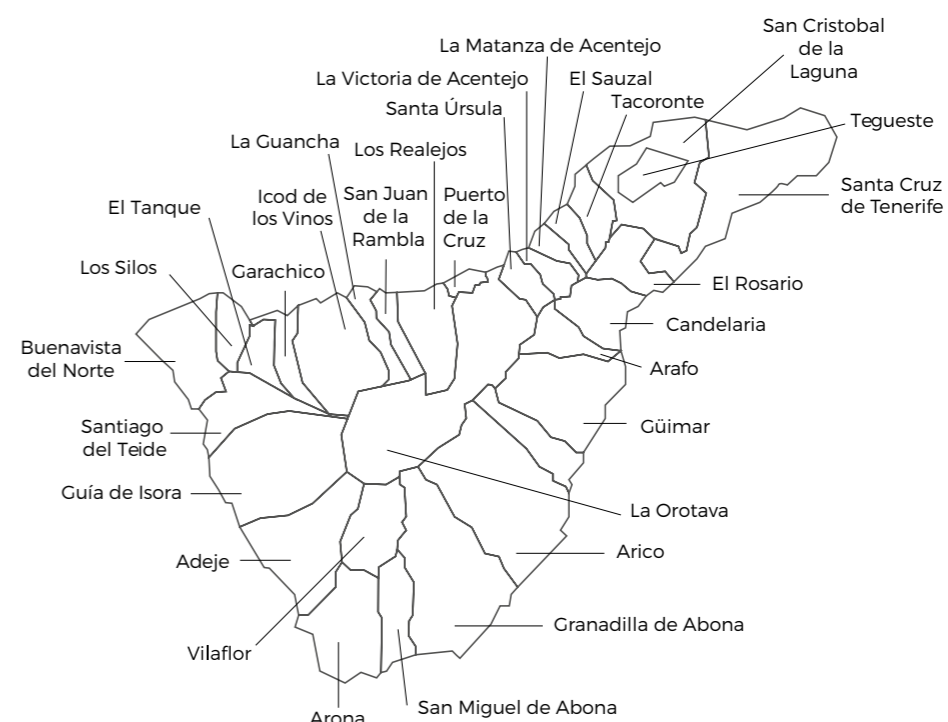 San Cristobal
de la
Laguna
La Matanza de Acentejo
La Victoria de Acentejo
El Sauzal
Santa Úrsula
Tacoronte
Tegueste
La Guancha
Los Realejos
Santa Cruz
de Tenerife
Icod de
los Vinos
San Juan
de la
Rambla
Puerto
de la
Cruz
El Tanque
Los Silos
Garachico
El Rosario
Candelaria
Buenavista
del Norte
Arafo
Santiago
del Teide
Güimar
Guía de Isora
La Orotava
Adeje
Arico
Granadilla de Abona
Vilaflor
San Miguel de Abona
Arona